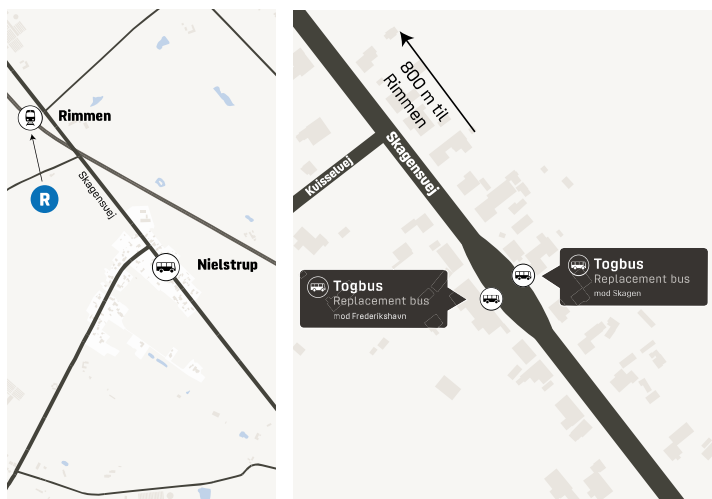 Rimmen
R
Skagensvej
Nielstrup
800 m til
Rimmen
Skagensvej
Kuisselvej
Togbus
Replacement bus
mod Skagen
Togbus
Replacement bus
mod Frederikshavn